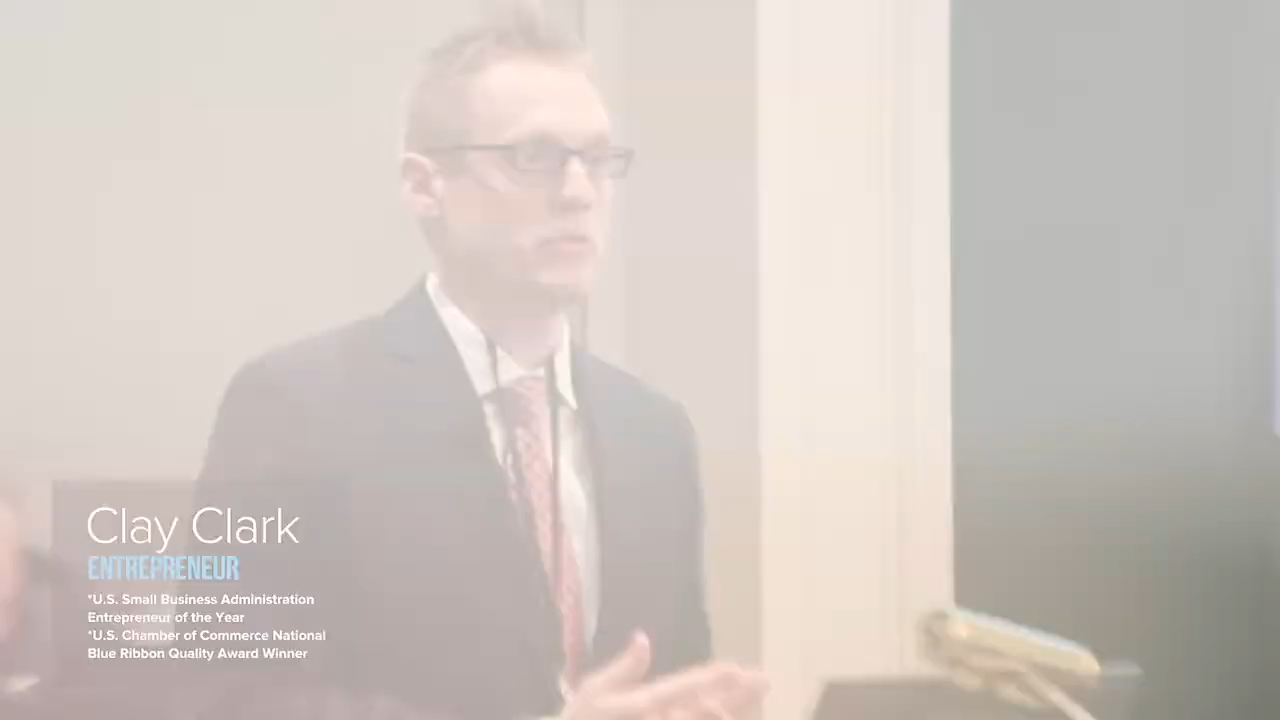 Clay Clark
ENTREPRENEUR
*U.S. Small Business Administration
Entrepreneur of the Year
*U.S. Chamber of Commerce National
Blue Ribbon Quality Award Winner